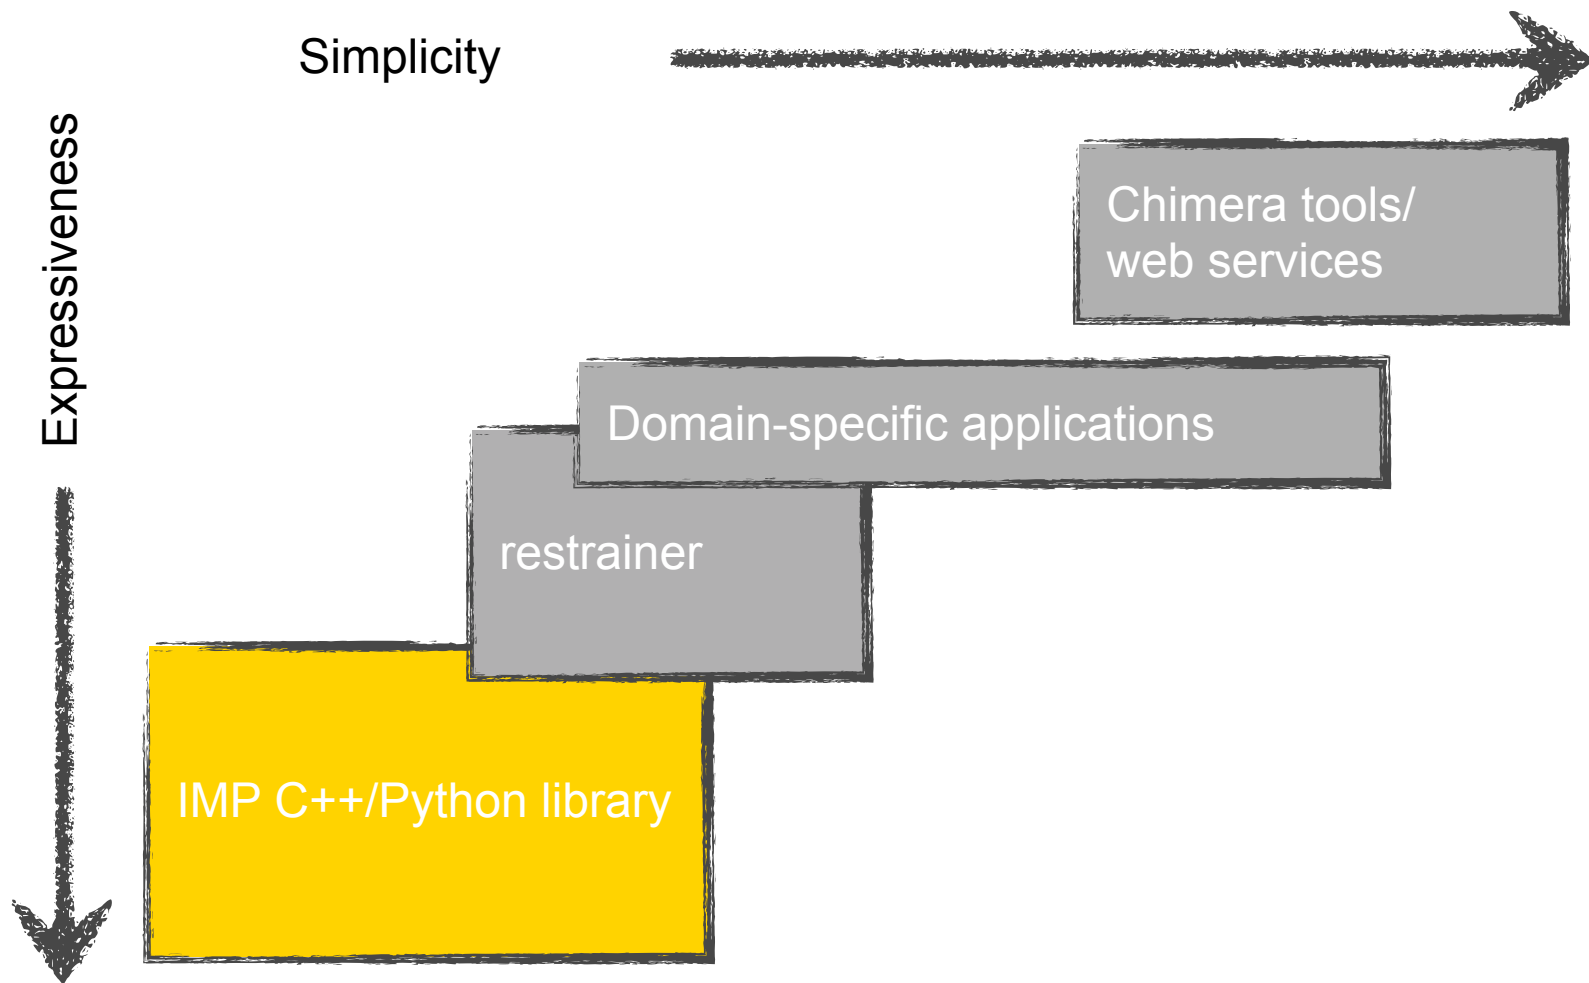 Simplicity
Expressiveness
Chimera tools/
web services
Domain-specific applications
restrainer
IMP C++/Python library